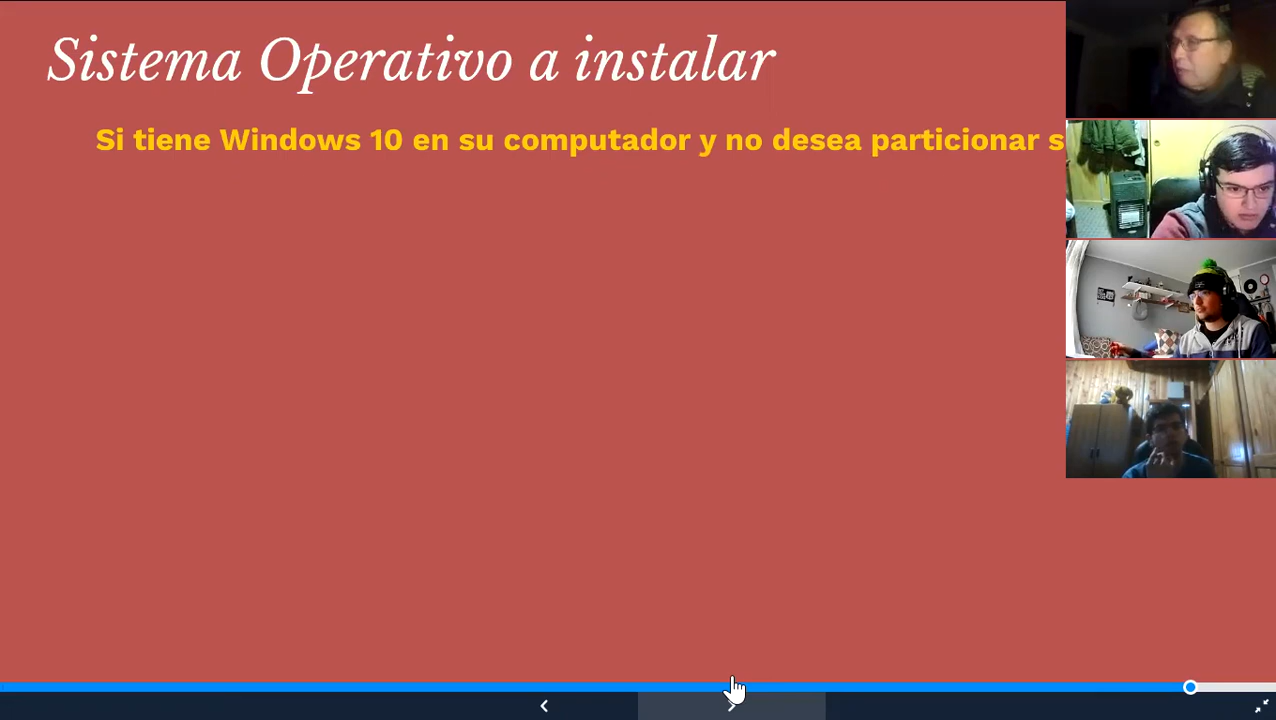 Sistema Operativo a instalar
Si tiene Windows 10 en su computador y no desea particionar s